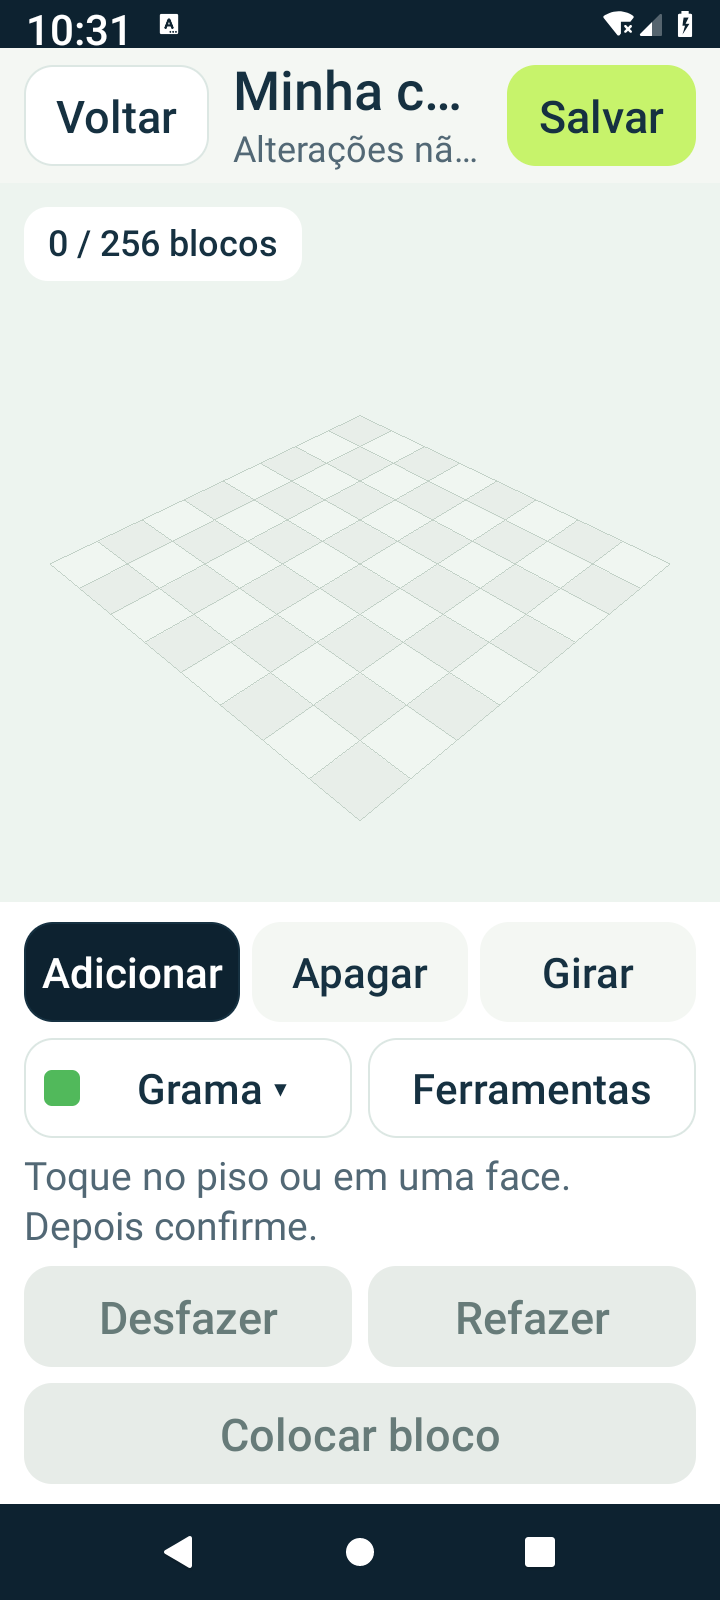 10:31
Voltar
Minha c...
Alterações nã...
Salvar
0 / 256 blocos
Adicionar
Apagar
Girar
Grama ▾
Ferramentas
Toque no piso ou em uma face.
Depois confirme.
Desfazer
Refazer
Colocar bloco